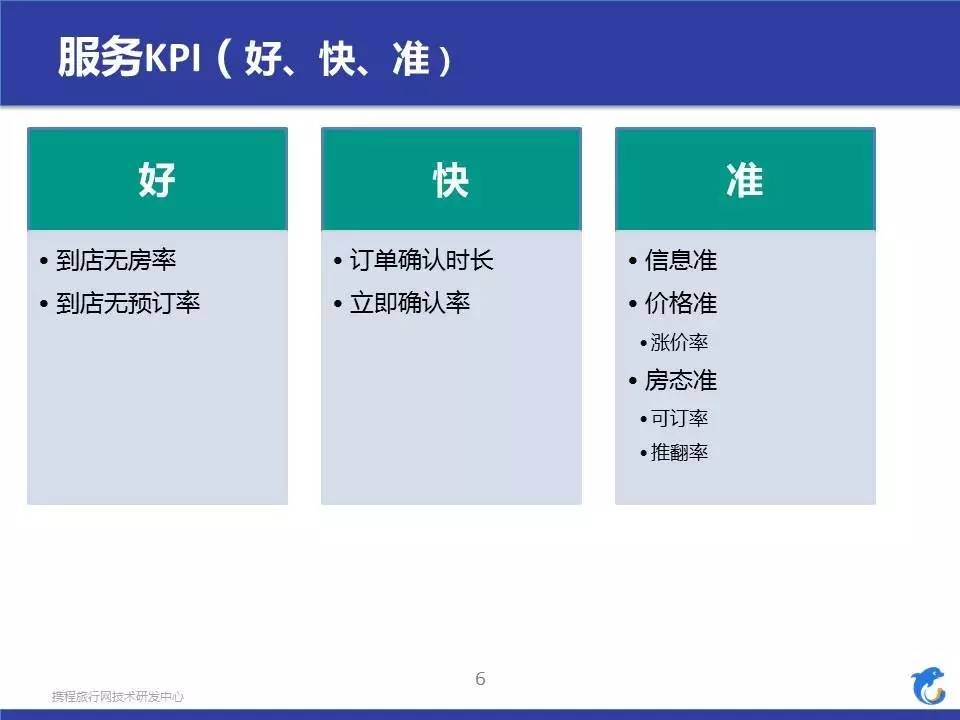 服务KPI（好、快、准）
好
• 到店无房率
• 到店无预订率
快
• 订单确认时长
• 立即确认率
准
• 信息准
• 价格准
• 涨价率
• 房态准
• 可订率
• 推翻率
6
携程旅行网技术研发中心